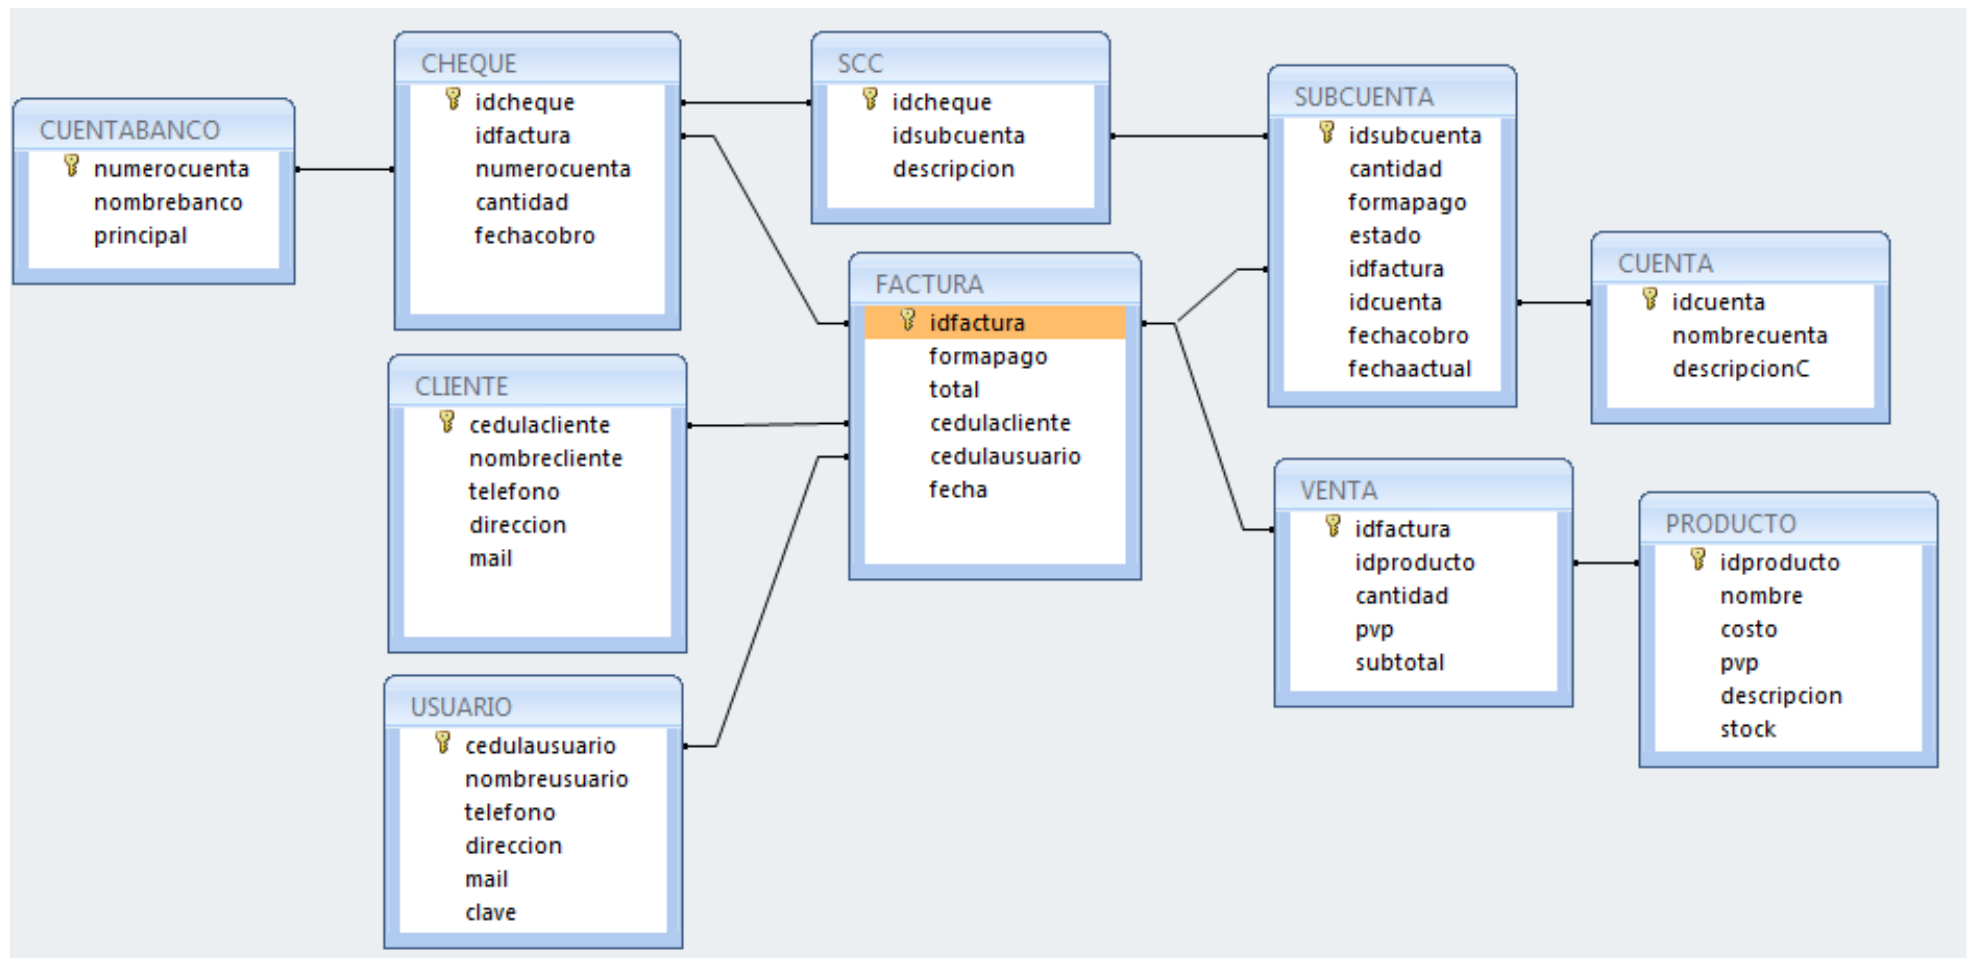 CUENTABANCO
numerocuenta
nombrebanco
principal
CHEQUE
idcheque
idfactura
numerocuenta
cantidad
fechacobro
SCC
idcheque
idsubcuenta
descripcion
SUBCUENTA
idsubcuenta
cantidad
formapago
estado
idfactura
idcuenta
fechacobro
fechaactual
CUENTA
idcuenta
nombrecuenta
descripcionC
FACTURA
idfactura
formapago
total
cedulacliente
cedulausuario
fecha
CLIENTE
cedulacliente
nombrecliente
telefono
direccion
mail
VENTA
idfactura
idproducto
cantidad
pvp
subtotal
PRODUCTO
idproducto
nombre
costo
pvp
descripcion
stock
USUARIO
cedulausuario
nombreusuario
telefono
direccion
mail
clave